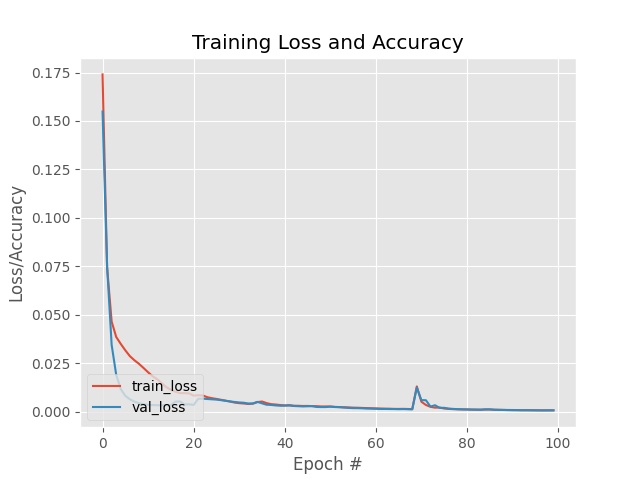 Training Loss and Accuracy
0.175
0.150
0.125
0.100
0.075
0.050
0.025
0.000
Loss/Accuracy
train_loss
val_loss
0 20 40 60 80 100
Epoch #